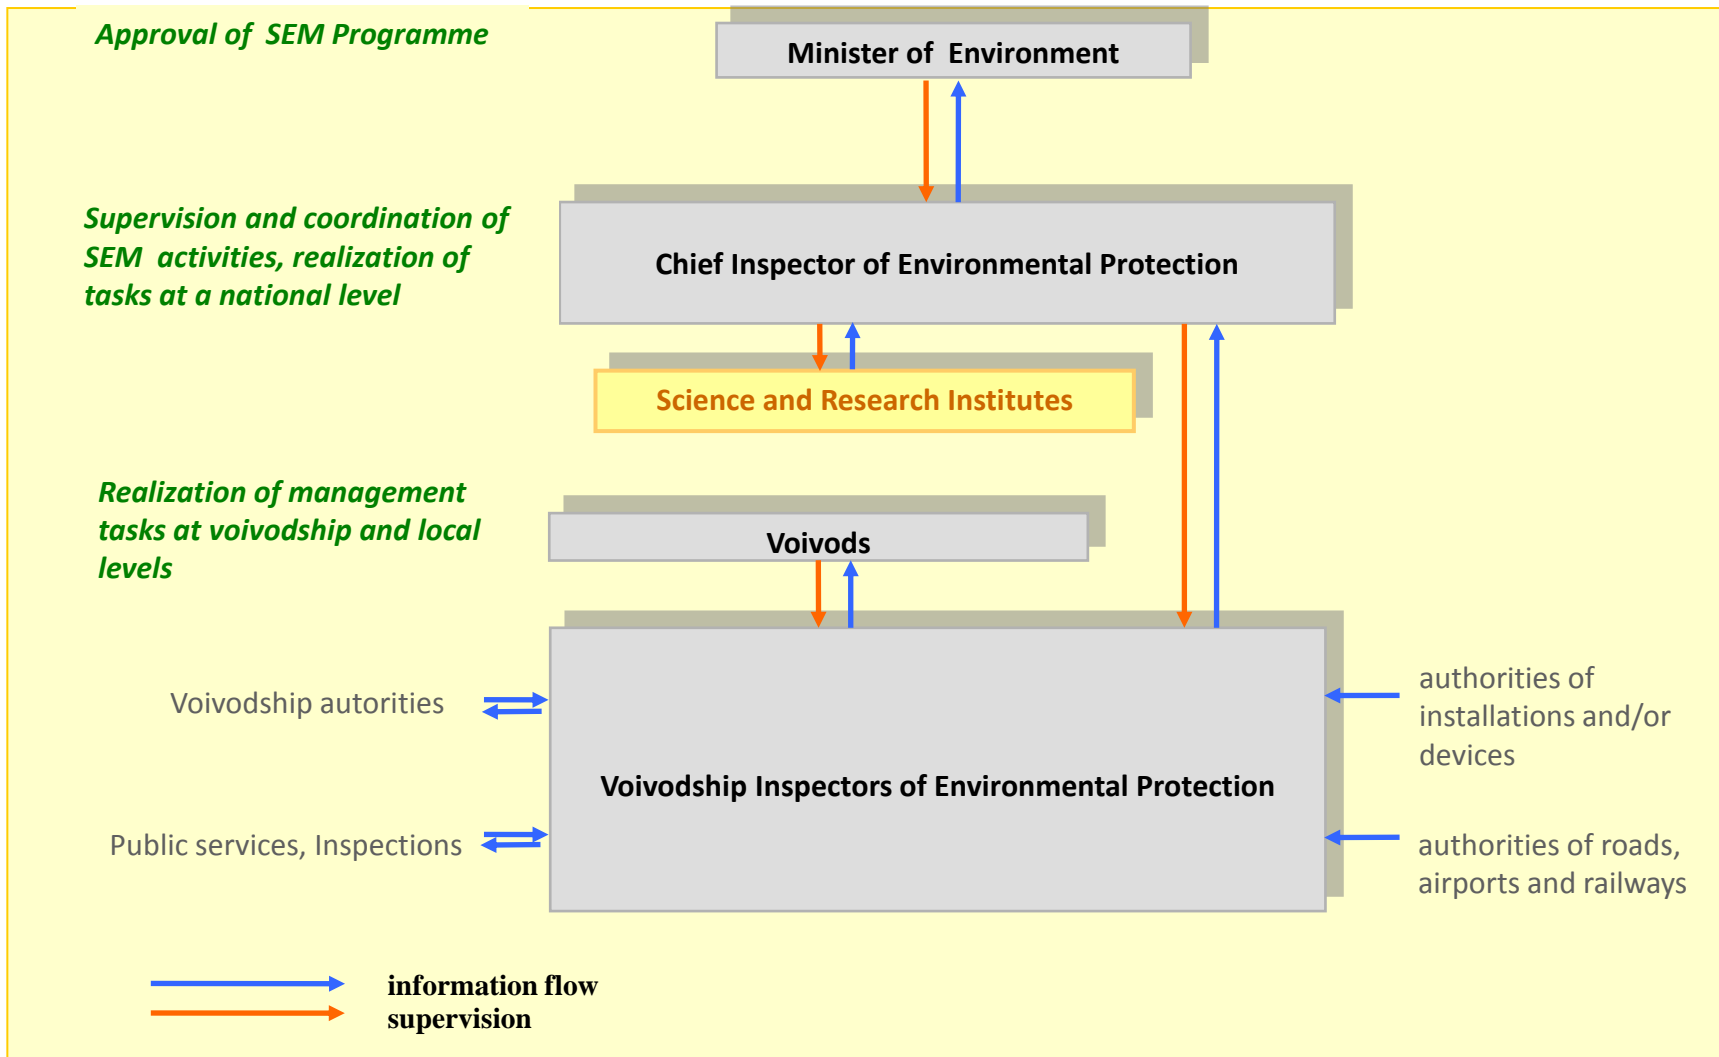 Approval of SEM Programme
Minister of Environment
Supervision and coordination of
SEM activities, realization of
tasks at a national level
Chief Inspector of Environmental Protection
Science and Research Institutes
Realization of management
tasks at voivodship and local
levels
Voivods
Voivodship autorities
authorities of
installations and/or
devices
Voivodship Inspectors of Environmental Protection
Public services, Inspections
authorities of roads,
airports and railways
information flow
supervision